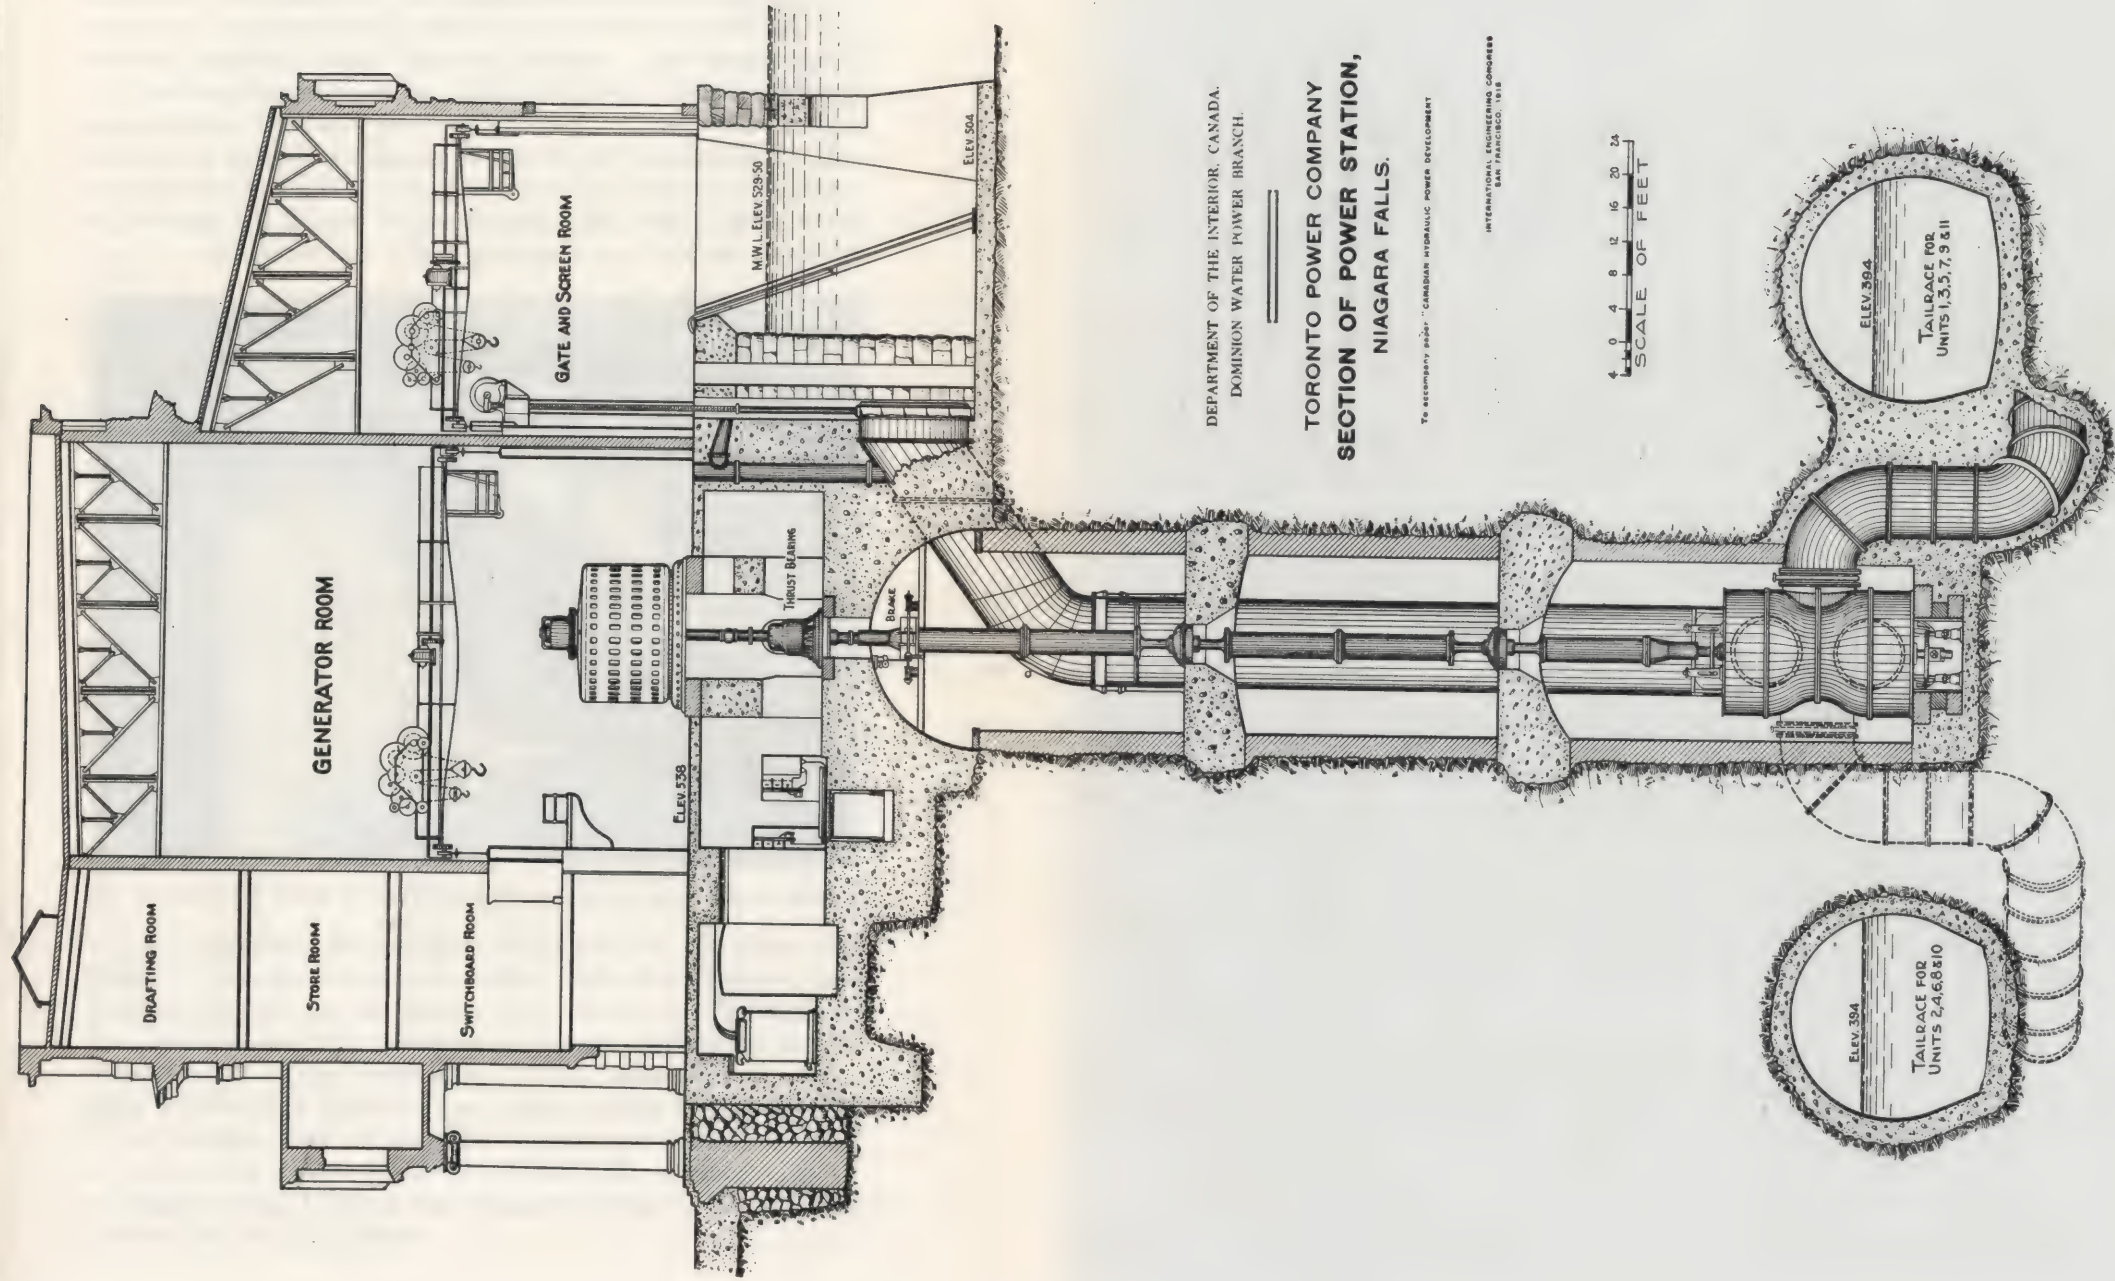 DEPARTMENT OF THE INTERIOR, CANADA.
DOMINION WATER POWER BRANCH.
TORONTO POWER COMPANY
SECTION OF POWER STATION,
NIAGARA FALLS.
To accompany paper "CANADIAN HYDRAULIC POWER DEVELOPMENT
INTERNATIONAL ENGINEERING CONGRESS
SAN FRANCISCO, 1915
4 0 4 8 12 16 20 24
SCALE OF FEET
DRAFTING ROOM
STORE ROOM
SWITCHBOARD ROOM
GENERATOR ROOM
GATE AND SCREEN ROOM
ELEV. 538
THRUST BEARING
BRAKE
M.W.L. ELEV. 529-50
ELEV. 504
ELEV. 394
TAILRACE FOR
UNITS 2,4,6,8 & 10
ELEV. 394
TAILRACE FOR
UNITS 1,3,5,7,9 & 11